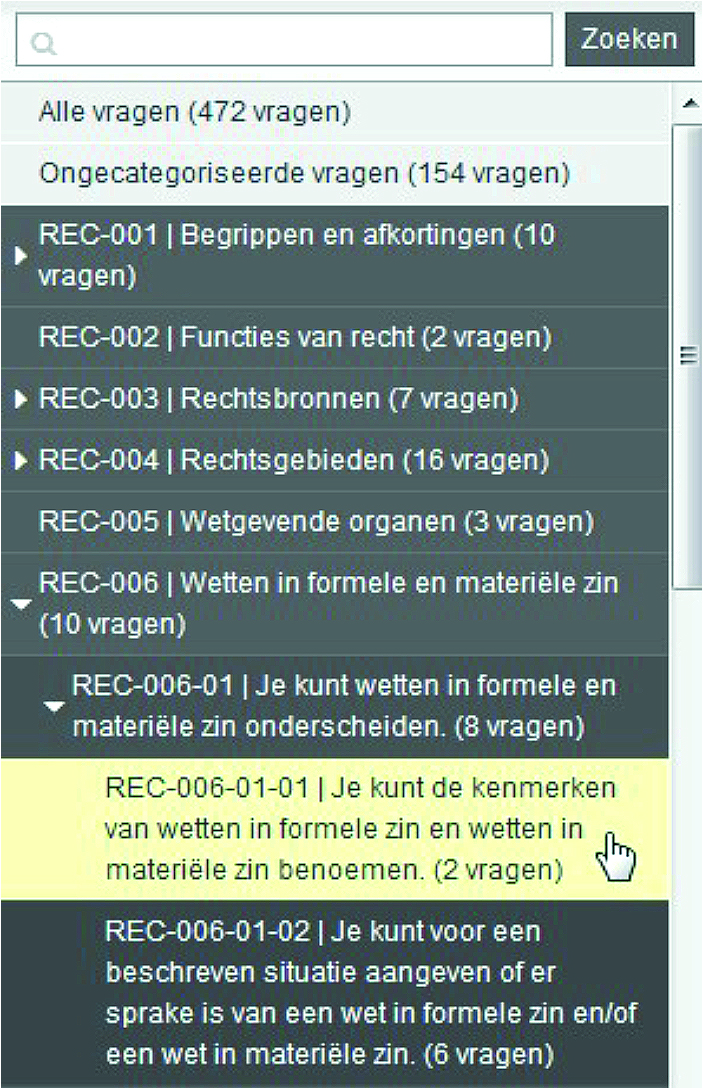 Zoeken
Alle vragen (472 vragen)
Ongecategoriseerde vragen (154 vragen)
REC-001 | Begrippen en afkortingen (10
vragen)
REC-002 | Functies van recht (2 vragen)
REC-003 | Rechtsbronnen (7 vragen)
REC-004 | Rechtsgebieden (16 vragen)
REC-005 | Wetgevende organen (3 vragen)
REC-006 | Wetten in formele en materiële zin
(10 vragen)
REC-006-01 | Je kunt wetten in formele en
materiële zin onderscheiden. (8 vragen)
REC-006-01-01 | Je kunt de kenmerken
van wetten in formele zin en wetten in
materiële zin benoemen. (2 vragen)
REC-006-01-02 | Je kunt voor een
beschreven situatie aangeven of er
sprake is van een wet in formele zin en/of
een wet in materiële zin. (6 vragen)